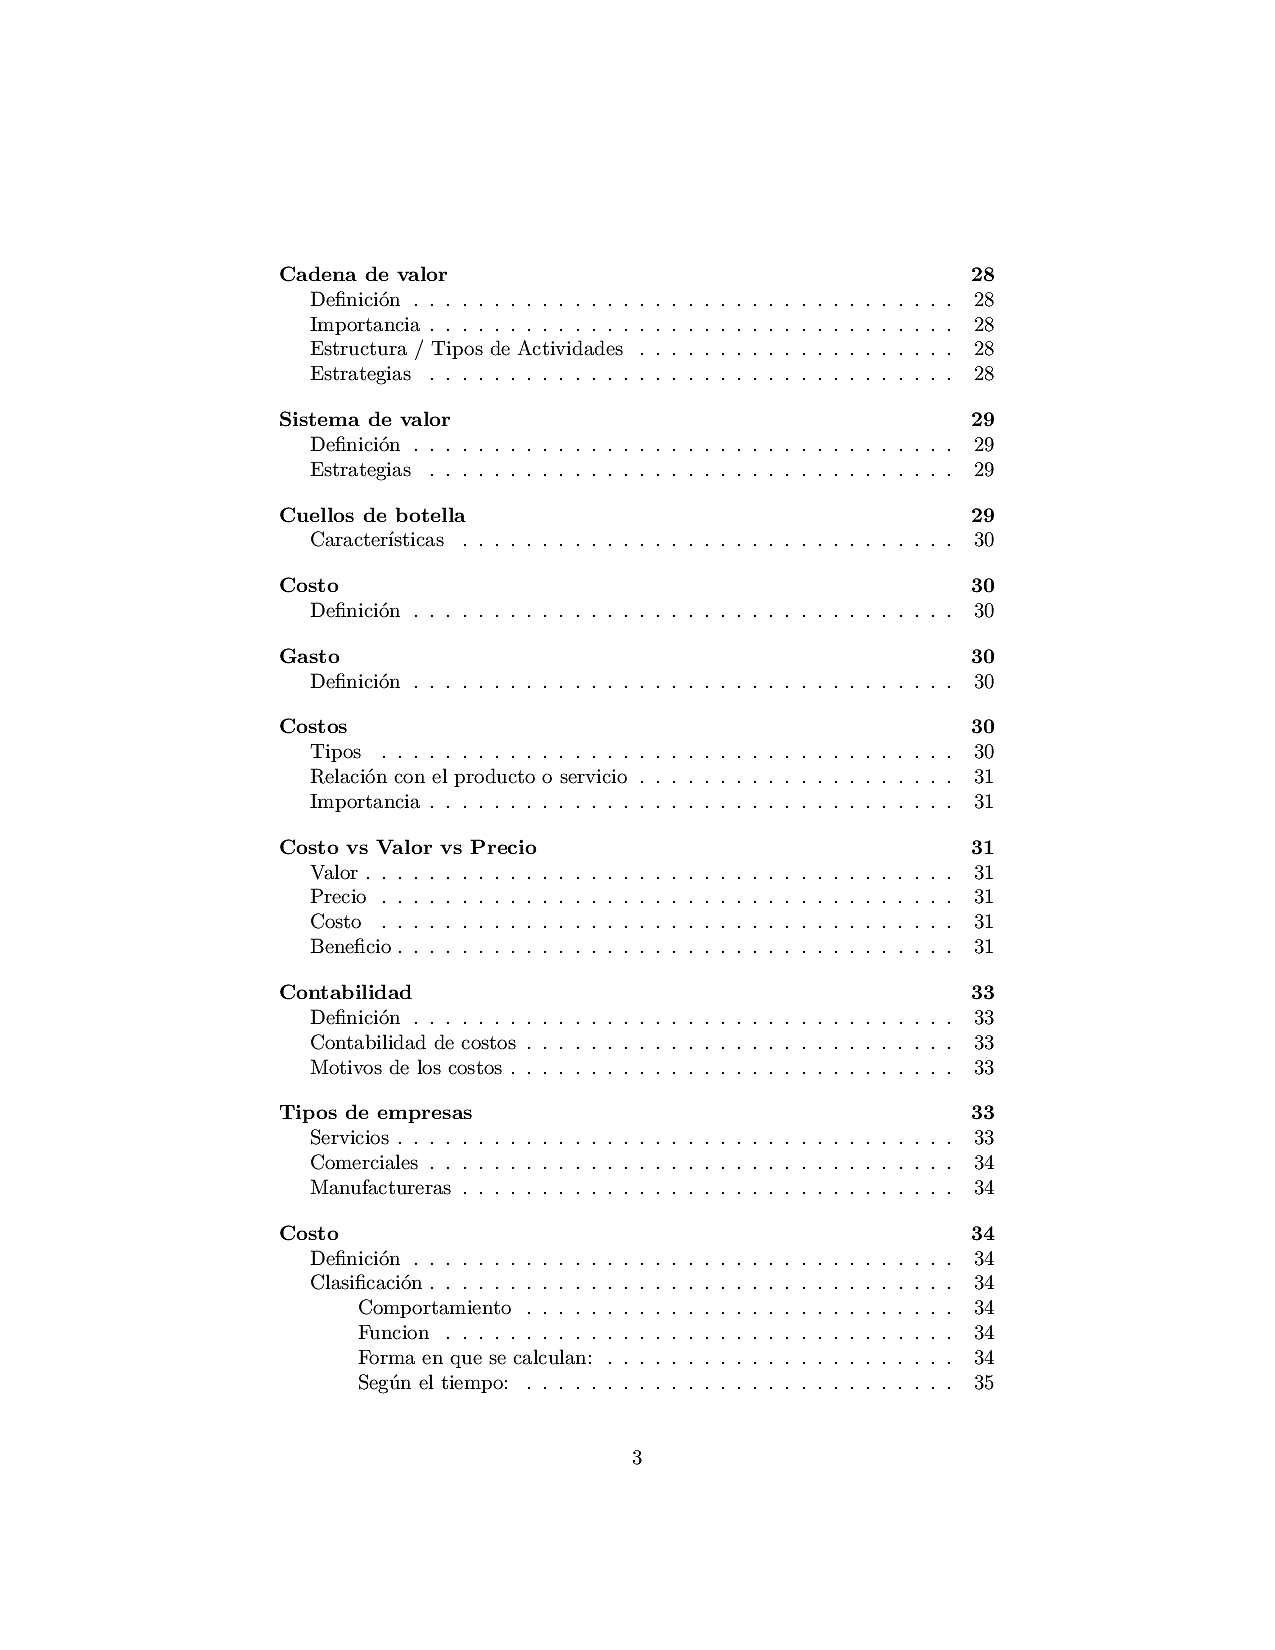 Cadena de valor 28
Definición . . . . . . . . . . . . . . . . . . . . . . . . . . . . . . . . . . 28
Importancia . . . . . . . . . . . . . . . . . . . . . . . . . . . . . . . . . 28
Estructura / Tipos de Actividades . . . . . . . . . . . . . . . . . . . . 28
Estrategias . . . . . . . . . . . . . . . . . . . . . . . . . . . . . . . . . 28
Sistema de valor 29
Definición . . . . . . . . . . . . . . . . . . . . . . . . . . . . . . . . . . 29
Estrategias . . . . . . . . . . . . . . . . . . . . . . . . . . . . . . . . . 29
Cuellos de botella 29
Características . . . . . . . . . . . . . . . . . . . . . . . . . . . . . . . 30
Costo 30
Definición . . . . . . . . . . . . . . . . . . . . . . . . . . . . . . . . . . 30
Gasto 30
Definición . . . . . . . . . . . . . . . . . . . . . . . . . . . . . . . . . . 30
Costos 30
Tipos . . . . . . . . . . . . . . . . . . . . . . . . . . . . . . . . . . . . 30
Relación con el producto o servicio . . . . . . . . . . . . . . . . . . . . 31
Importancia . . . . . . . . . . . . . . . . . . . . . . . . . . . . . . . . . 31
Costo vs Valor vs Precio 31
Valor . . . . . . . . . . . . . . . . . . . . . . . . . . . . . . . . . . . . . 31
Precio . . . . . . . . . . . . . . . . . . . . . . . . . . . . . . . . . . . . 31
Costo . . . . . . . . . . . . . . . . . . . . . . . . . . . . . . . . . . . . 31
Beneficio . . . . . . . . . . . . . . . . . . . . . . . . . . . . . . . . . . . 31
Contabilidad 33
Definición . . . . . . . . . . . . . . . . . . . . . . . . . . . . . . . . . . 33
Contabilidad de costos . . . . . . . . . . . . . . . . . . . . . . . . . . . 33
Motivos de los costos . . . . . . . . . . . . . . . . . . . . . . . . . . . . 33
Tipos de empresas 33
Servicios . . . . . . . . . . . . . . . . . . . . . . . . . . . . . . . . . . . 33
Comerciales . . . . . . . . . . . . . . . . . . . . . . . . . . . . . . . . . 34
Manufactureras . . . . . . . . . . . . . . . . . . . . . . . . . . . . . . . 34
Costo 34
Definición . . . . . . . . . . . . . . . . . . . . . . . . . . . . . . . . . . 34
Clasificación . . . . . . . . . . . . . . . . . . . . . . . . . . . . . . . . . 34
Comportamiento . . . . . . . . . . . . . . . . . . . . . . . . . . . 34
Funcion . . . . . . . . . . . . . . . . . . . . . . . . . . . . . . . . 34
Forma en que se calculan: . . . . . . . . . . . . . . . . . . . . . . 34
Según el tiempo: . . . . . . . . . . . . . . . . . . . . . . . . . . . 35
3